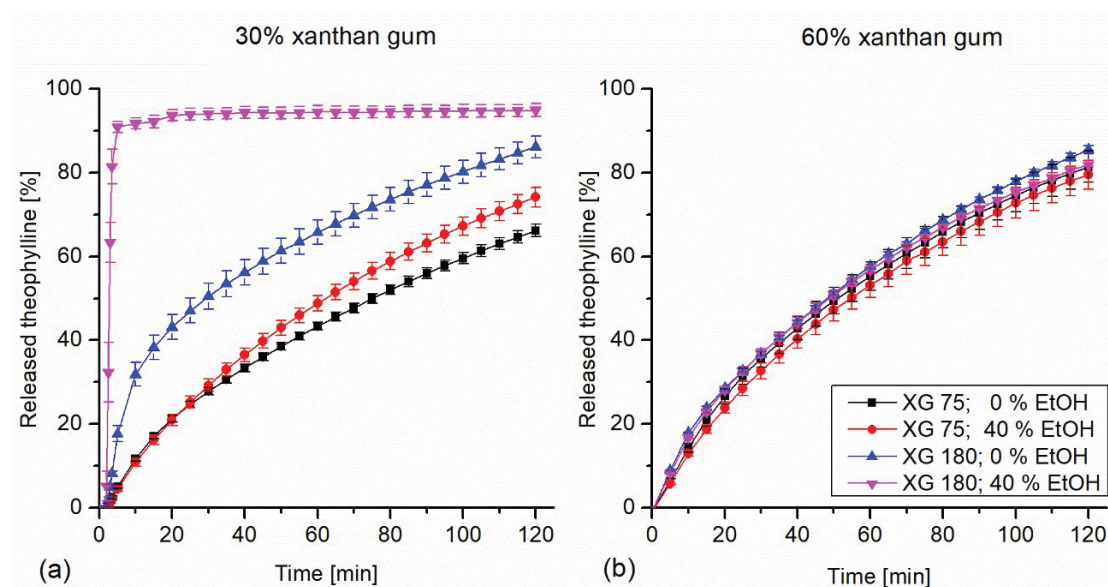 30% xanthan gum
60% xanthan gum
Released theophylline [%]
100
80
60
40
20
0
0 20 40 60 80 100 120
Time [min]
(a)
Released theophylline [%]
100
80
60
40
20
0
0 20 40 60 80 100 120
Time [min]
(b)
XG 75; 0 % EtOH
XG 75; 40 % EtOH
XG 180; 0 % EtOH
XG 180; 40 % EtOH